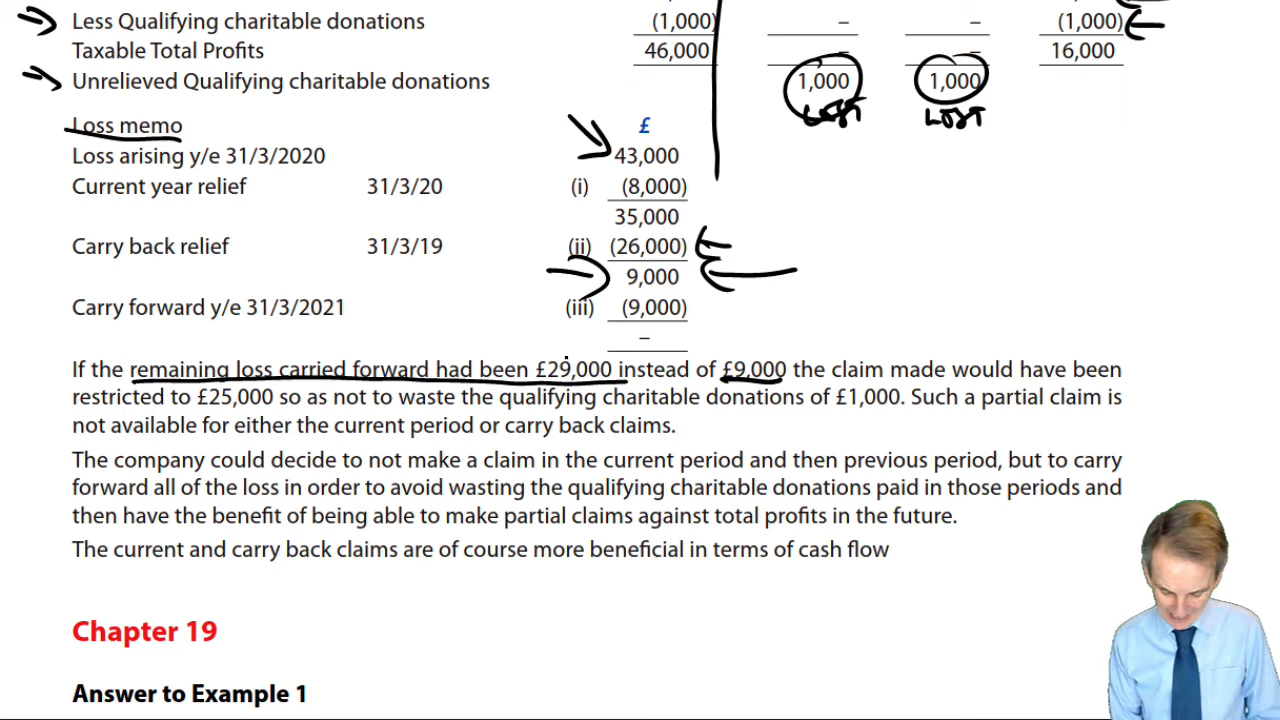 Less Qualifying charitable donations (1,000) – – (1,000)
Taxable Total Profits 46,000 – – 16,000
Unrelieved Qualifying charitable donations 1,000 1,000
LOST LOST
Loss memo £
Loss arising y/e 31/3/2020 43,000
Current year relief 31/3/20 (i) (8,000)
35,000
Carry back relief 31/3/19 (ii) (26,000)
9,000
Carry forward y/e 31/3/2021 (iii) (9,000)
–
If the remaining loss carried forward had been £29,000 instead of £9,000 the claim made would have been
restricted to £25,000 so as not to waste the qualifying charitable donations of £1,000. Such a partial claim is
not available for either the current period or carry back claims.
The company could decide to not make a claim in the current period and then previous period, but to carry
forward all of the loss in order to avoid wasting the qualifying charitable donations paid in those periods and
then have the benefit of being able to make partial claims against total profits in the future.
The current and carry back claims are of course more beneficial in terms of cash flow
Chapter 19
Answer to Example 1